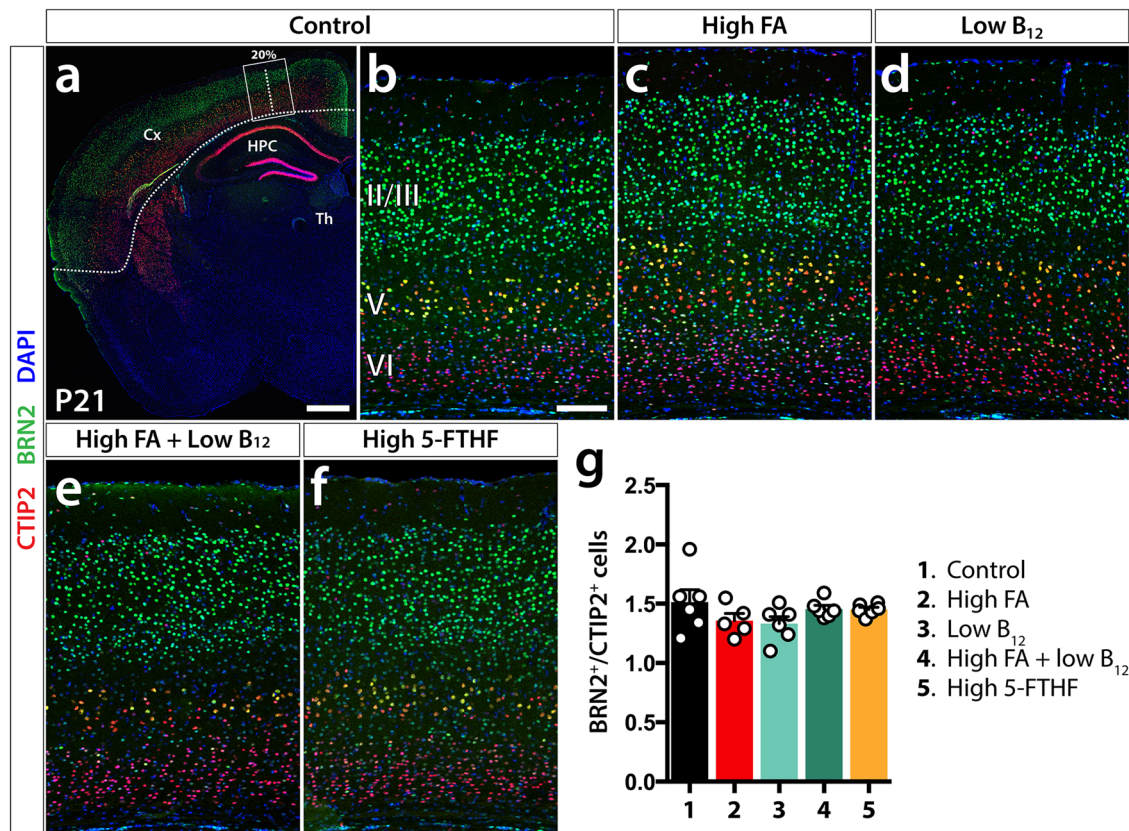 Control
High FA
Low B₁₂
CTIP2 BRN2 DAPI
a
20%
Cx
HPC
Th
P21
b
II/III
V
VI
c
d
High FA + Low B₁₂
High 5-FTHF
e
f
g
BRN2⁺/CTIP2⁺ cells
2.5
2.0
1.5
1.0
0.5
0.0
1 2 3 4 5
1. Control
2. High FA
3. Low B₁₂
4. High FA + low B₁₂
5. High 5-FTHF